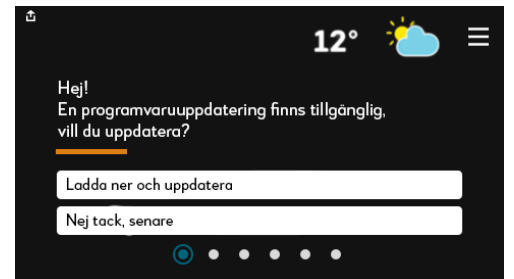 12°
Hej!
En programvaruuppdatering finns tillgänglig,
vill du uppdatera?
Ladda ner och uppdatera
Nej tack, senare